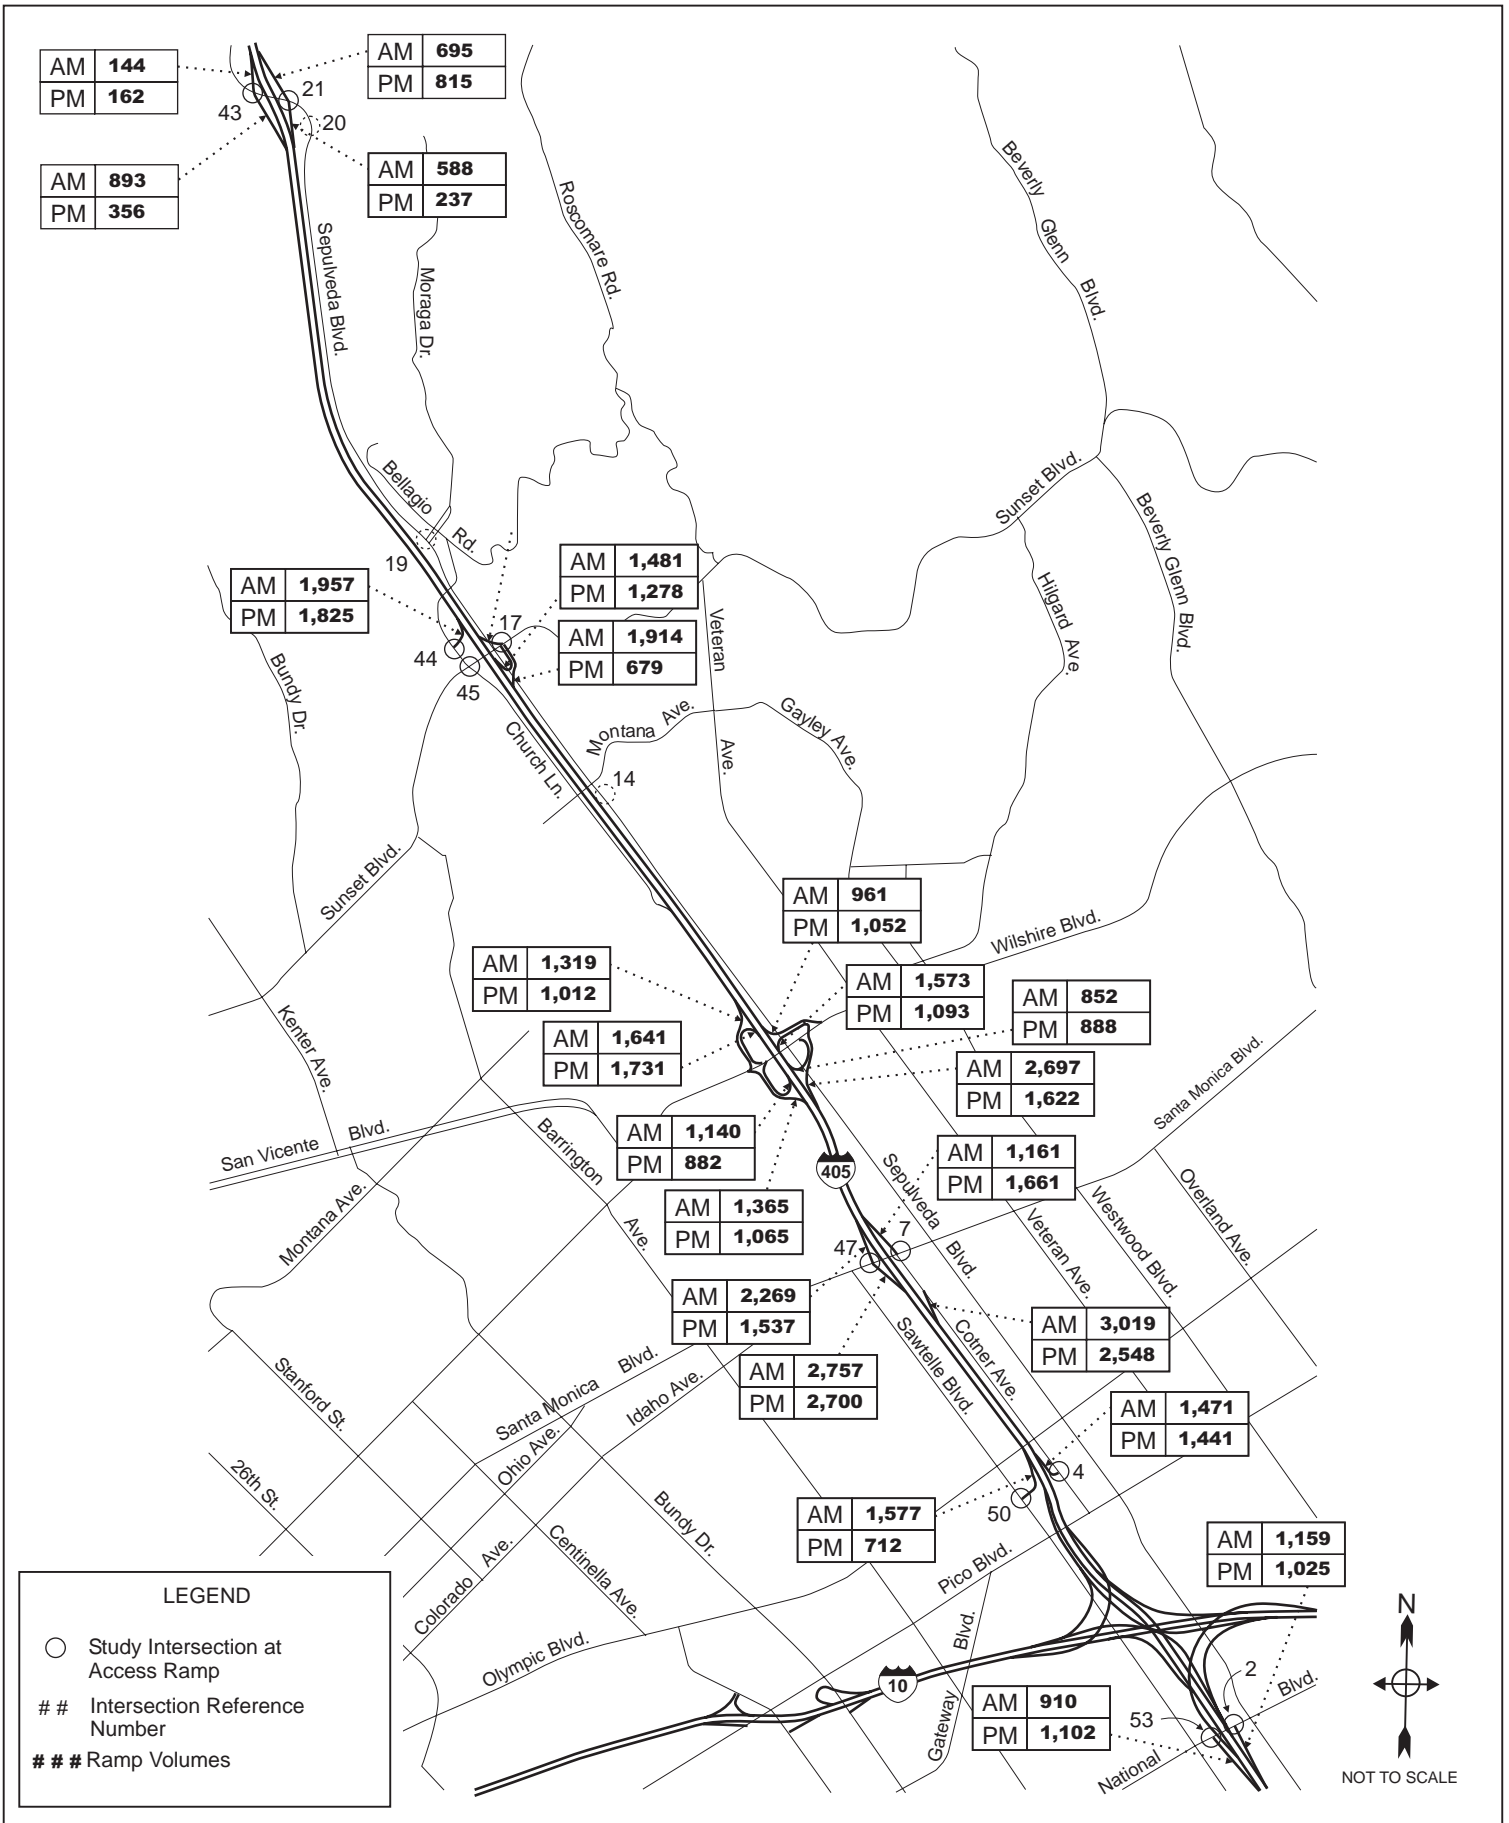 AM 144
PM 162
AM 695
PM 815
21
43
20
AM 893
PM 356
AM 588
PM 237
Sepulveda Blvd.
Moraga Dr.
Roscomare Rd.
Beverly Glenn Blvd.
Bellagio Rd.
Sunset Blvd.
Beverly Glenn Blvd.
19
AM 1,957
PM 1,825
AM 1,481
PM 1,278
17
AM 1,914
PM 679
44
45
Bundy Dr.
Veteran Ave.
Hilgard Ave.
Church Ln.
Montana Ave.
Gayley Ave.
14
Sunset Blvd.
AM 961
PM 1,052
Wilshire Blvd.
AM 1,319
PM 1,012
AM 1,573
PM 1,093
AM 852
PM 888
AM 1,641
PM 1,731
Kenter Ave.
AM 2,697
PM 1,622
Santa Monica Blvd.
San Vicente Blvd.
Barrington Ave.
AM 1,140
PM 882
405
AM 1,161
PM 1,661
Sepulveda Blvd.
Montana Ave.
AM 1,365
PM 1,065
Veteran Ave.
Westwood Blvd.
Overland Ave.
47
7
AM 2,269
PM 1,537
AM 3,019
PM 2,548
Sawtelle Blvd.
Cotner Ave.
Stanford St.
Santa Monica Blvd.
Idaho Ave.
AM 2,757
PM 2,700
AM 1,471
PM 1,441
Ohio Ave.
26th St.
4
50
AM 1,577
PM 712
Bundy Dr.
Centinella Ave.
Colorado Ave.
AM 1,159
PM 1,025
Pico Blvd.
Olympic Blvd.
Gateway Blvd.
10
AM 910
PM 1,102
53
2
National Blvd.
LEGEND
Study Intersection at
Access Ramp
# # Intersection Reference
Number
# # # Ramp Volumes
N
NOT TO SCALE